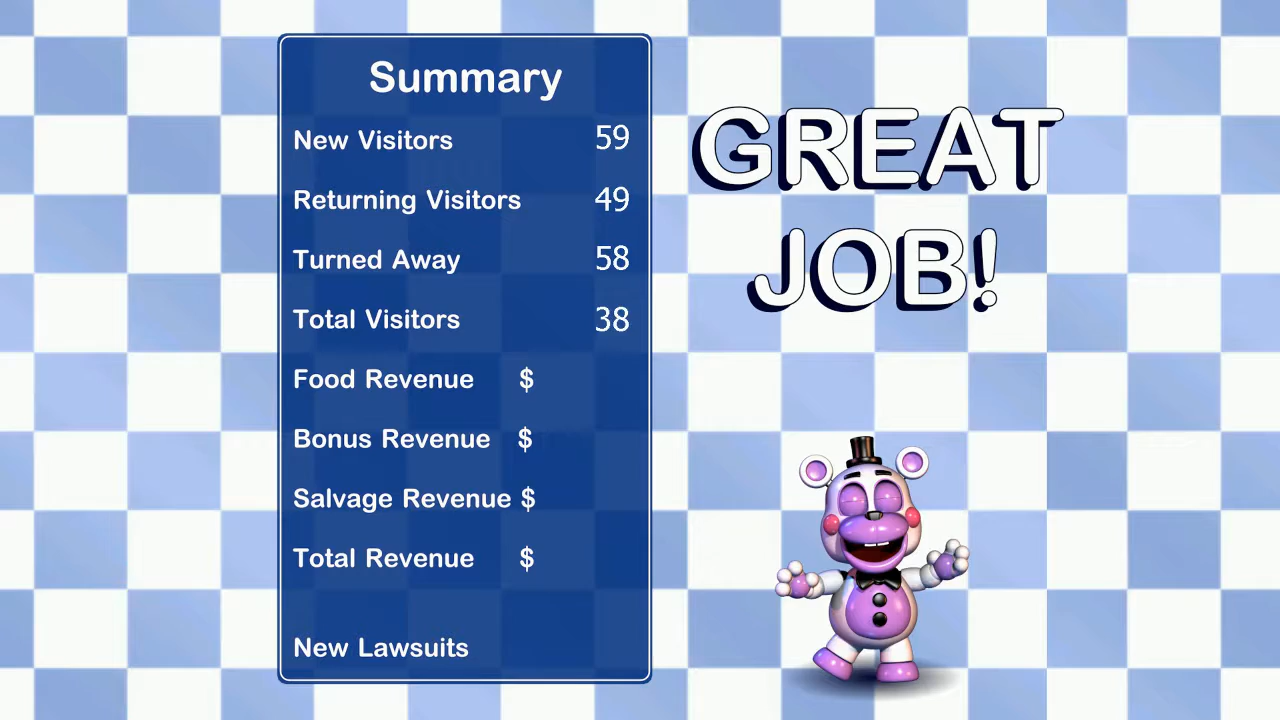 Summary
New Visitors 59
Returning Visitors 49
Turned Away 58
Total Visitors 38
Food Revenue $
Bonus Revenue $
Salvage Revenue $
Total Revenue $
New Lawsuits
GREAT
JOB!